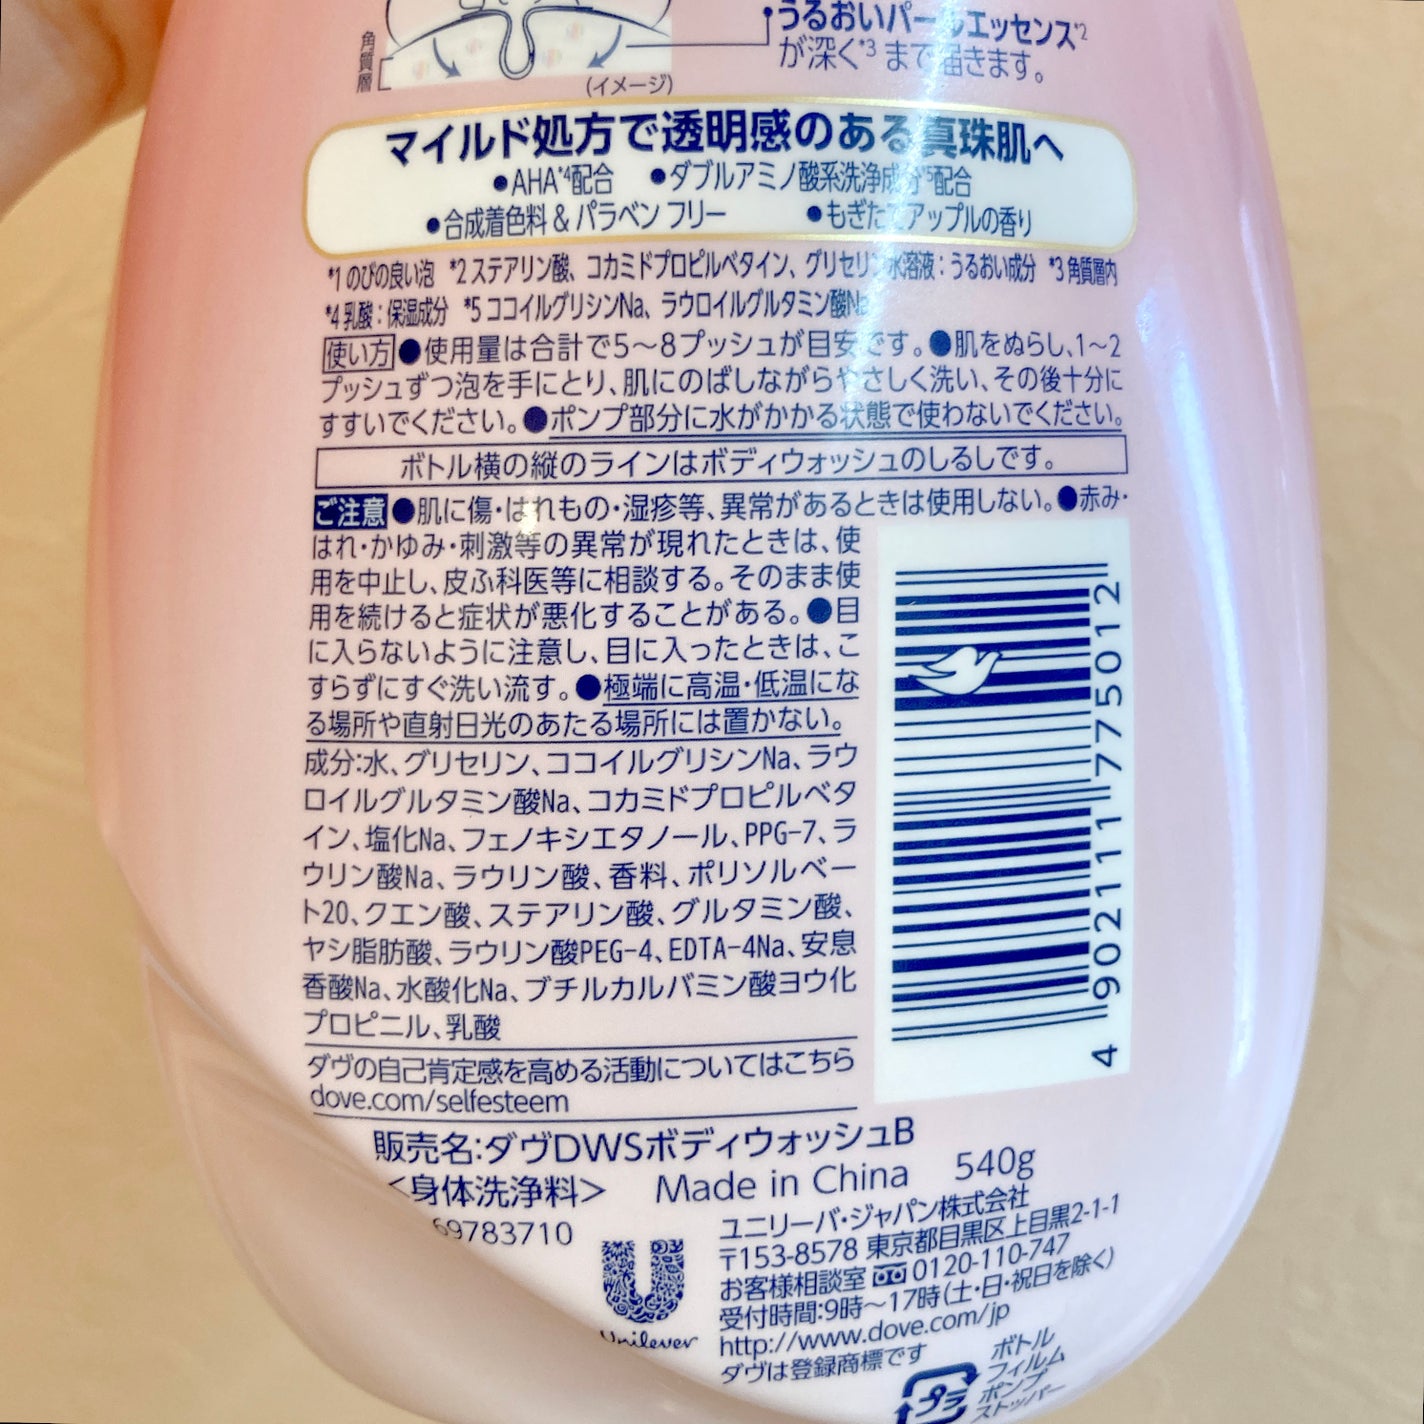 角質層
うるおいパールエッセンス*2
が深く*3 まで届きます。
(イメージ)
マイルド処方で透明感のある真珠肌へ
●AHA*4配合 ●ダブルアミノ酸系洗浄成分*5配合
●合成着色料&パラベン フリー ●もぎたてアップルの香り
*1 のびの良い泡 *2 ステアリン酸、コカミドプロピルベタイン、グリセリン水溶液:うるおい成分 *3 角質層内
*4 乳酸:保湿成分 *5 ココイルグリシンNa、ラウロイルグルタミン酸Na
使い方 ●使用量は合計で5〜8プッシュが目安です。●肌をぬらし、1〜2
プッシュずつ泡を手にとり、肌にのばしながらやさしく洗い、その後十分に
すすいでください。●ポンプ部分に水がかかる状態で使わないでください。
ボトル横の縦のラインはボディウォッシュのしるしです。
ご注意 ●肌に傷・はれもの・湿疹等、異常があるときは使用しない。●赤み・
はれ・かゆみ・刺激等の異常が現れたときは、使
用を中止し、皮ふ科医等に相談する。そのまま使
用を続けると症状が悪化することがある。●目
に入らないように注意し、目に入ったときは、こ
すらずにすぐ洗い流す。●極端に高温・低温にな
る場所や直射日光のあたる場所には置かない。
成分:水、グリセリン、ココイルグリシンNa、ラウ
ロイルグルタミン酸Na、コカミドプロピルベタ
イン、塩化Na、フェノキシエタノール、PPG-7、ラ
ウリン酸Na、ラウリン酸、香料、ポリソルベー
ト20、クエン酸、ステアリン酸、グルタミン酸、
ヤシ脂肪酸、ラウリン酸PEG-4、EDTA-4Na、安息
香酸Na、水酸化Na、ブチルカルバミン酸ヨウ化
プロピニル、乳酸
4 902111 775012
ダヴの自己肯定感を高める活動についてはこちら
dove.com/selfesteem
販売名:ダヴDWSボディウォッシュB
<身体洗浄料> Made in China 540g
69783710
Unilever
ユニリーバ・ジャパン株式会社
〒153-8578 東京都目黒区上目黒2-1-1
お客様相談室 0120-110-747
受付時間:9時〜17時(土・日・祝日を除く)
http://www.dove.com/jp
ダヴは登録商標です
プラ
ボトル
フィルム
ポンプ
ストッパー